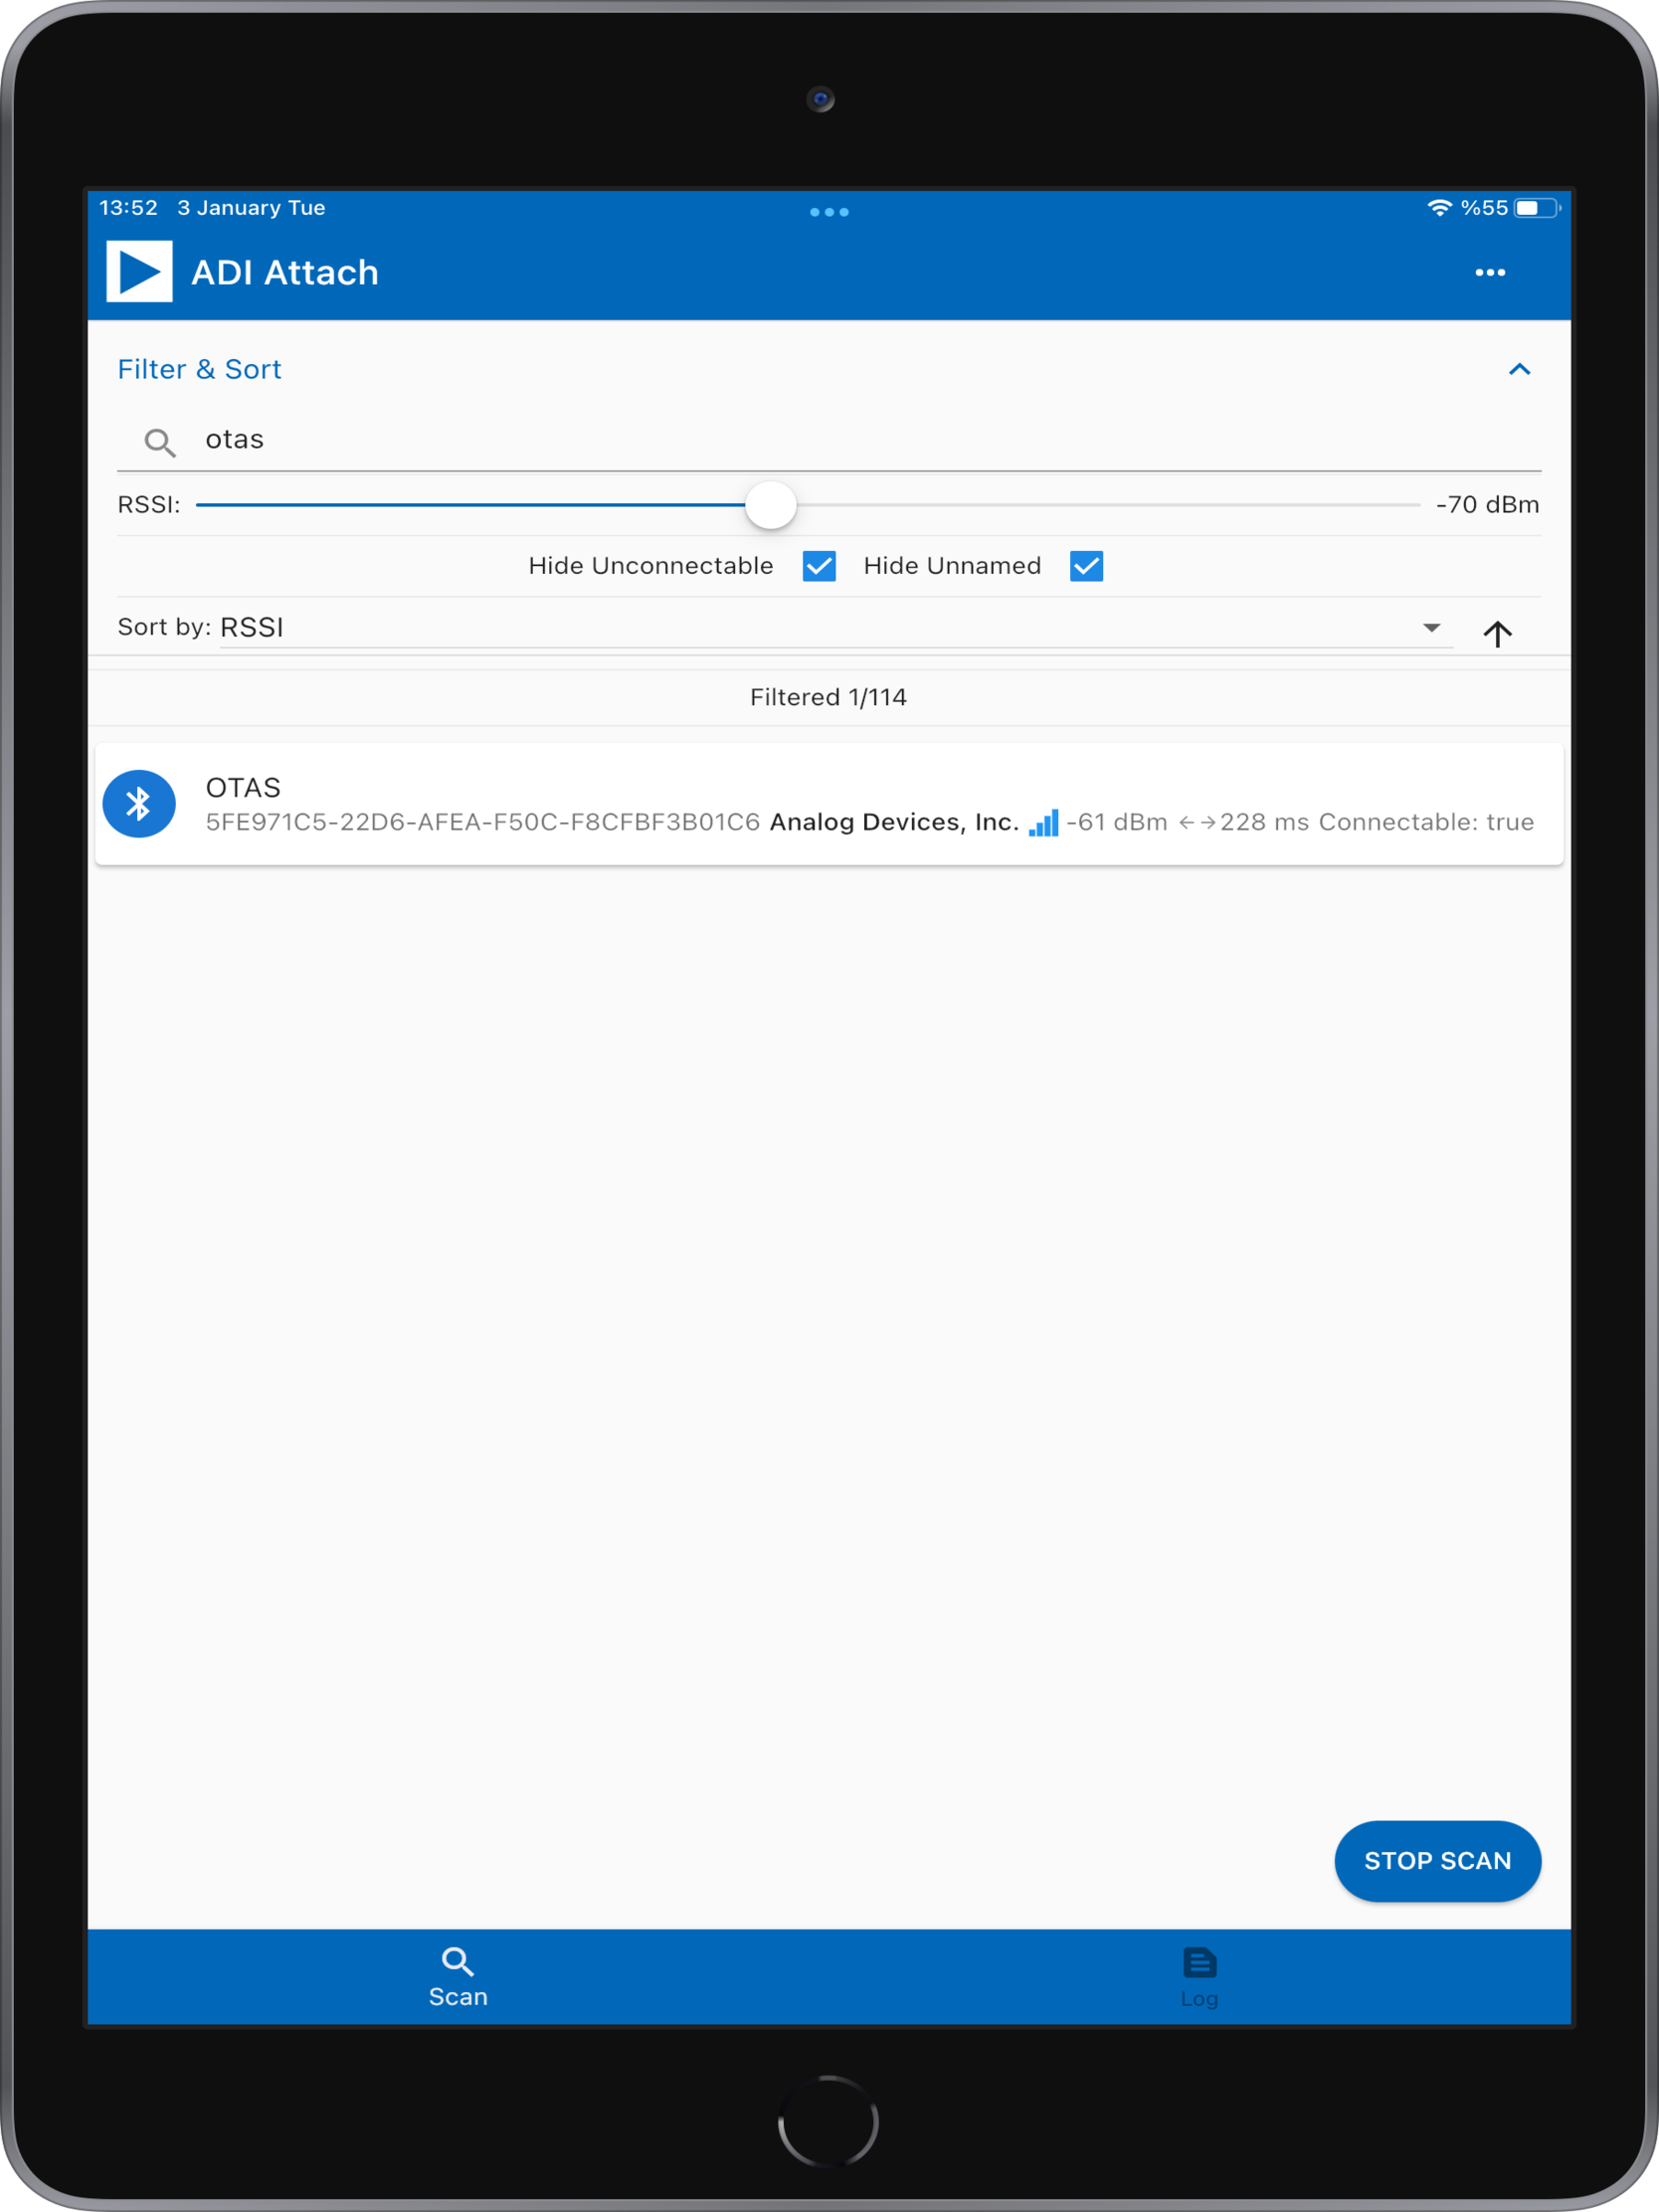 13:52 3 January Tue %55
ADI Attach
Filter & Sort
otas
RSSI: -70 dBm
Hide Unconnectable Hide Unnamed
Sort by: RSSI
Filtered 1/114
OTAS
5FE971C5-22D6-AFEA-F50C-F8CFBF3B01C6 Analog Devices, Inc. -61 dBm ←→228 ms Connectable: true
STOP SCAN
Scan Log